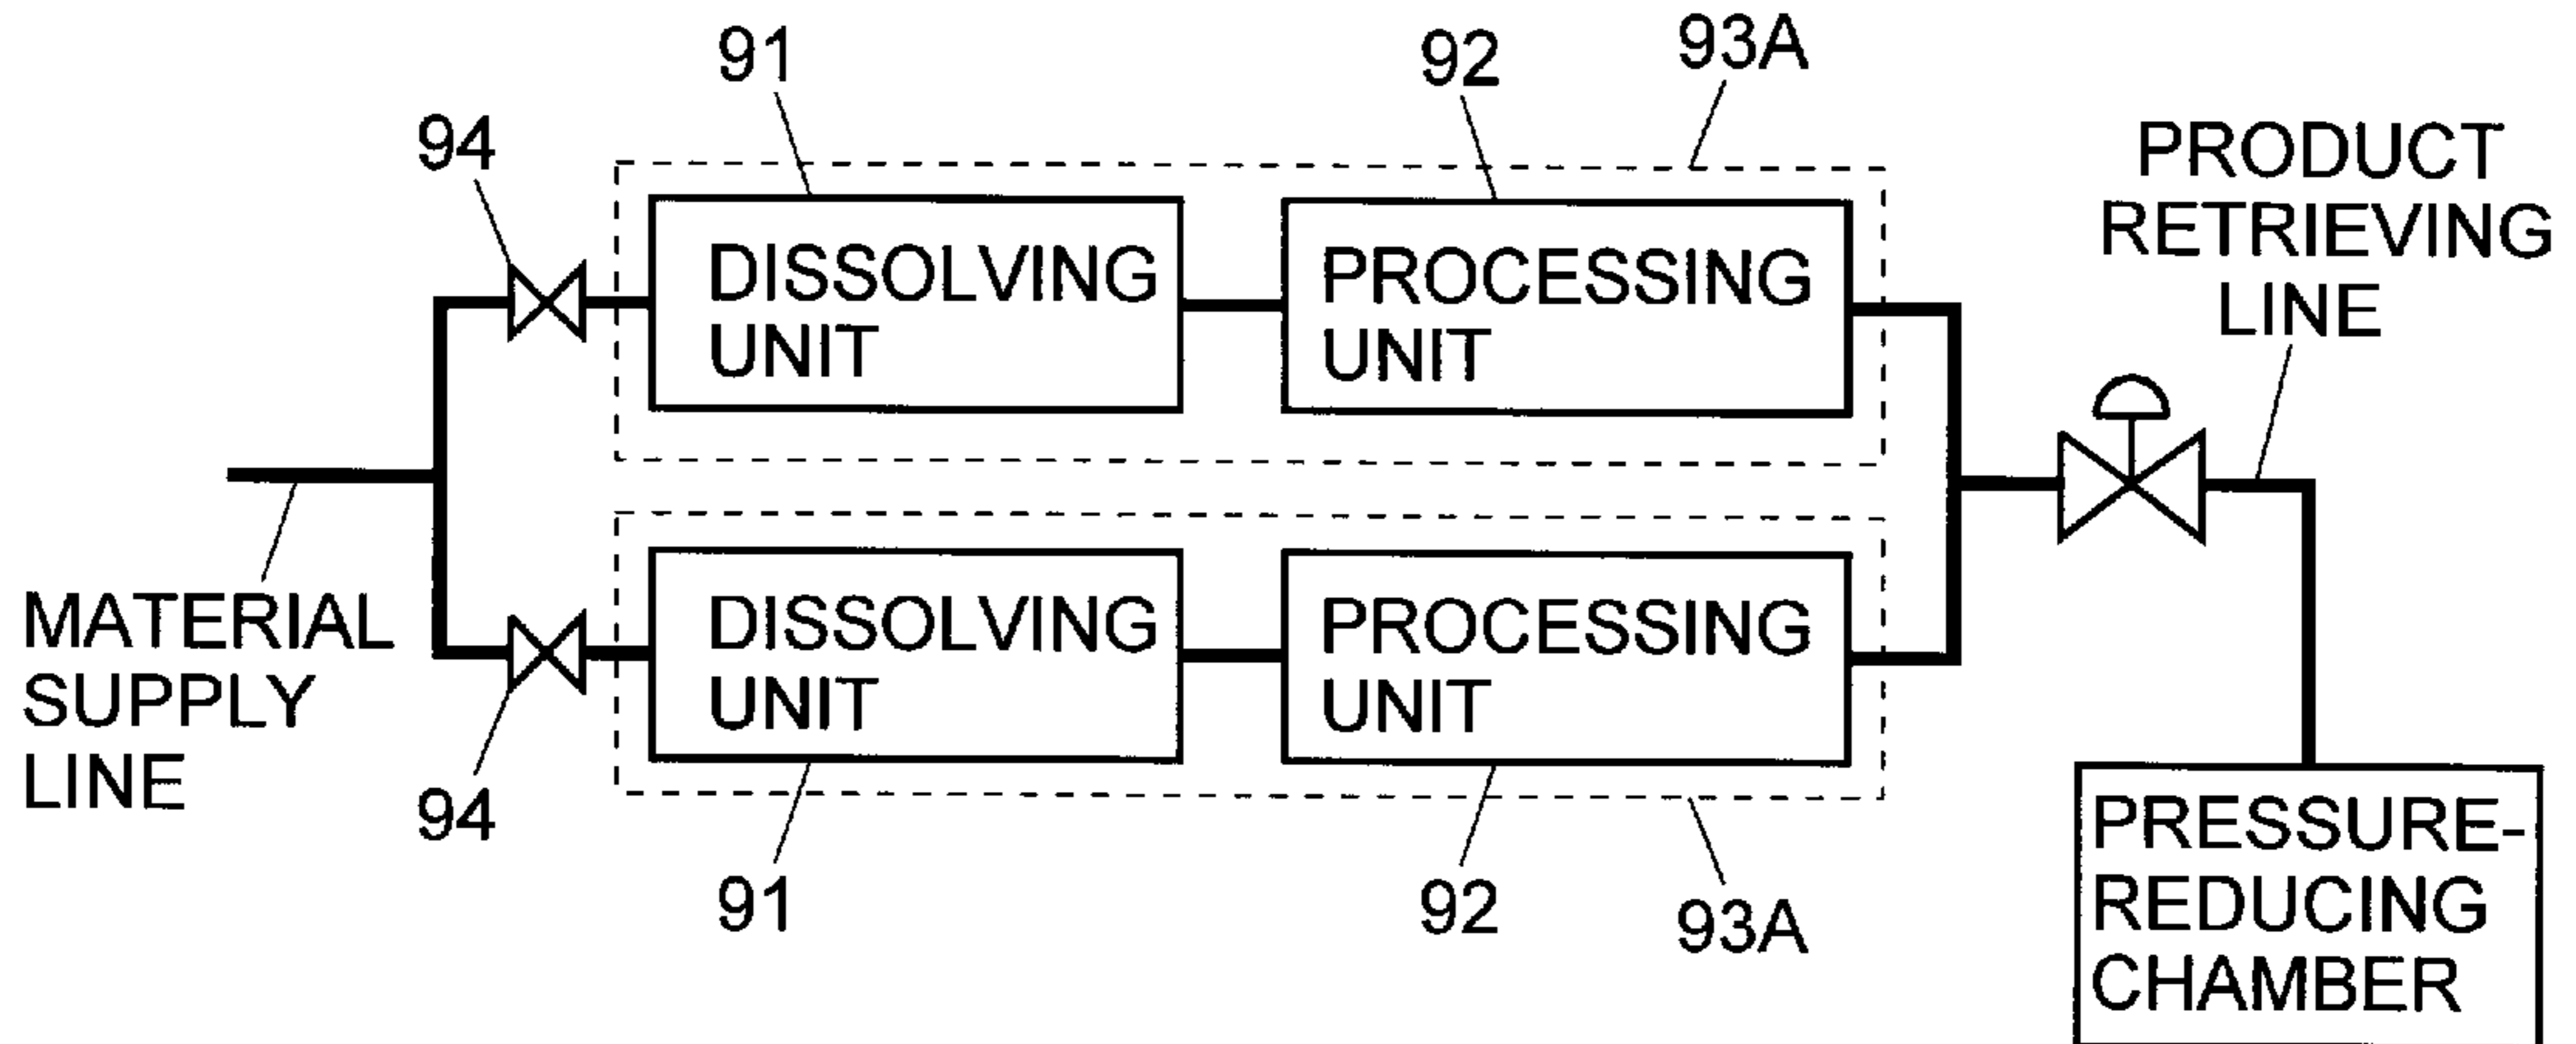 91
92
93A
94
PRODUCT
RETRIEVING
LINE
DISSOLVING
UNIT
PROCESSING
UNIT
MATERIAL
SUPPLY
LINE
DISSOLVING
UNIT
PROCESSING
UNIT
94
91
92
93A
PRESSURE-
REDUCING
CHAMBER